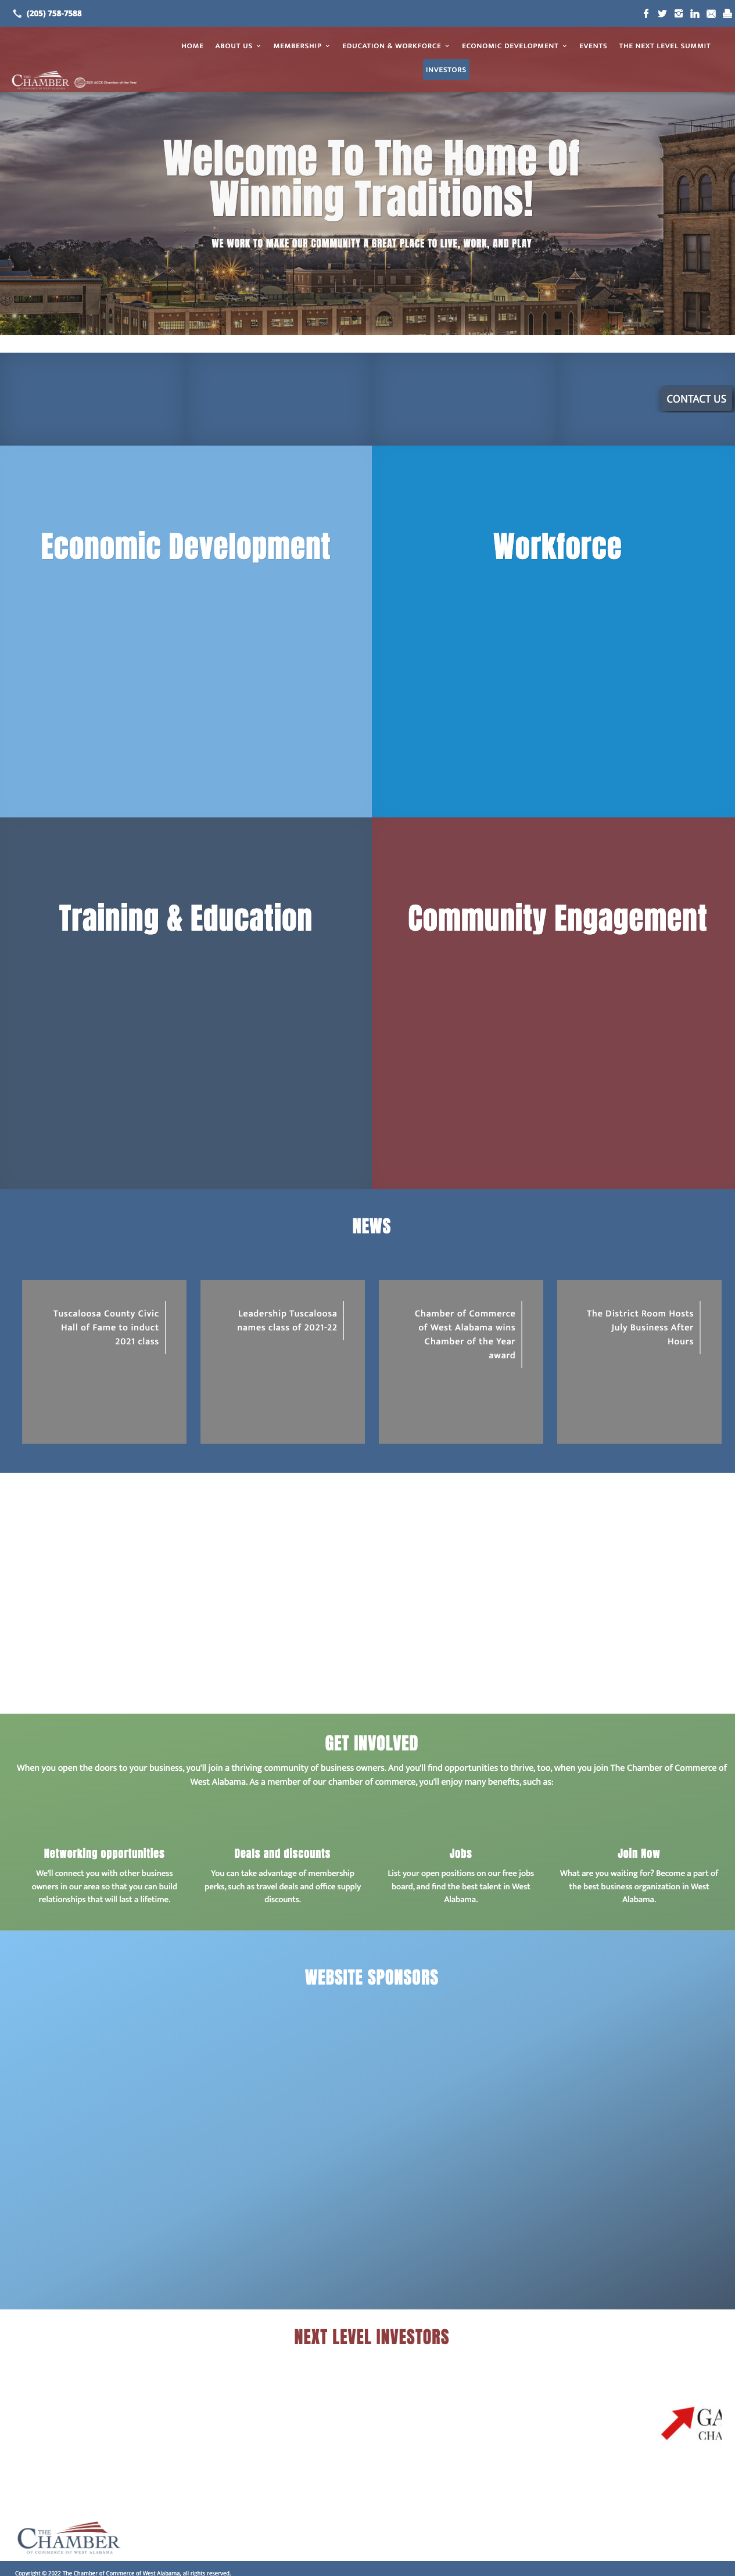 (205) 758-7588
HOME ABOUT US MEMBERSHIP EDUCATION & WORKFORCE ECONOMIC DEVELOPMENT EVENTS THE NEXT LEVEL SUMMIT
INVESTORS
CHAMBER
Welcome To The Home Of
Winning Traditions!
WE WORK TO MAKE OUR COMMUNITY A GREAT PLACE TO LIVE, WORK, AND PLAY
CONTACT US
Economic Development
Workforce
Training & Education
Community Engagement
NEWS
Tuscaloosa County Civic
Hall of Fame to induct
2021 class
Leadership Tuscaloosa
names class of 2021-22
Chamber of Commerce
of West Alabama wins
Chamber of the Year
award
The District Room Hosts
July Business After
Hours
GET INVOLVED
When you open the doors to your business, you'll join a thriving community of business owners. And you'll find opportunities to thrive, too, when you join The Chamber of Commerce of
West Alabama. As a member of our chamber of commerce, you'll enjoy many benefits, such as:
Networking opportunities
We'll connect you with other business
owners in our area so that you can build
relationships that will last a lifetime.
Deals and discounts
You can take advantage of membership
perks, such as travel deals and office supply
discounts.
Jobs
List your open positions on our free jobs
board, and find the best talent in West
Alabama.
Join Now
What are you waiting for? Become a part of
the best business organization in West
Alabama.
WEBSITE SPONSORS
NEXT LEVEL INVESTORS
GA
CHA
THE
CHAMBER
OF COMMERCE OF WEST ALABAMA
Copyright © 2022 The Chamber of Commerce of West Alabama, all rights reserved.